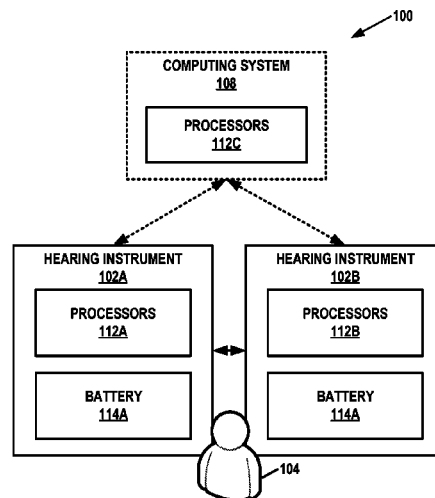 100
COMPUTING SYSTEM
108
PROCESSORS
112C
HEARING INSTRUMENT
102A
PROCESSORS
112A
BATTERY
114A
HEARING INSTRUMENT
102B
PROCESSORS
112B
BATTERY
114A
104